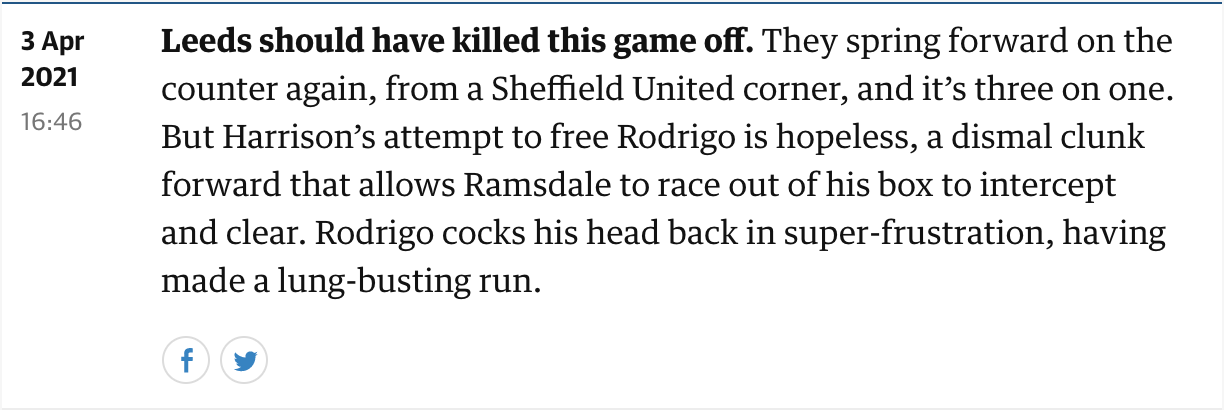 3 Apr
2021
16:46
Leeds should have killed this game off. They spring forward on the
counter again, from a Sheffield United corner, and it’s three on one.
But Harrison’s attempt to free Rodrigo is hopeless, a dismal clunk
forward that allows Ramsdale to race out of his box to intercept
and clear. Rodrigo cocks his head back in super-frustration, having
made a lung-busting run.